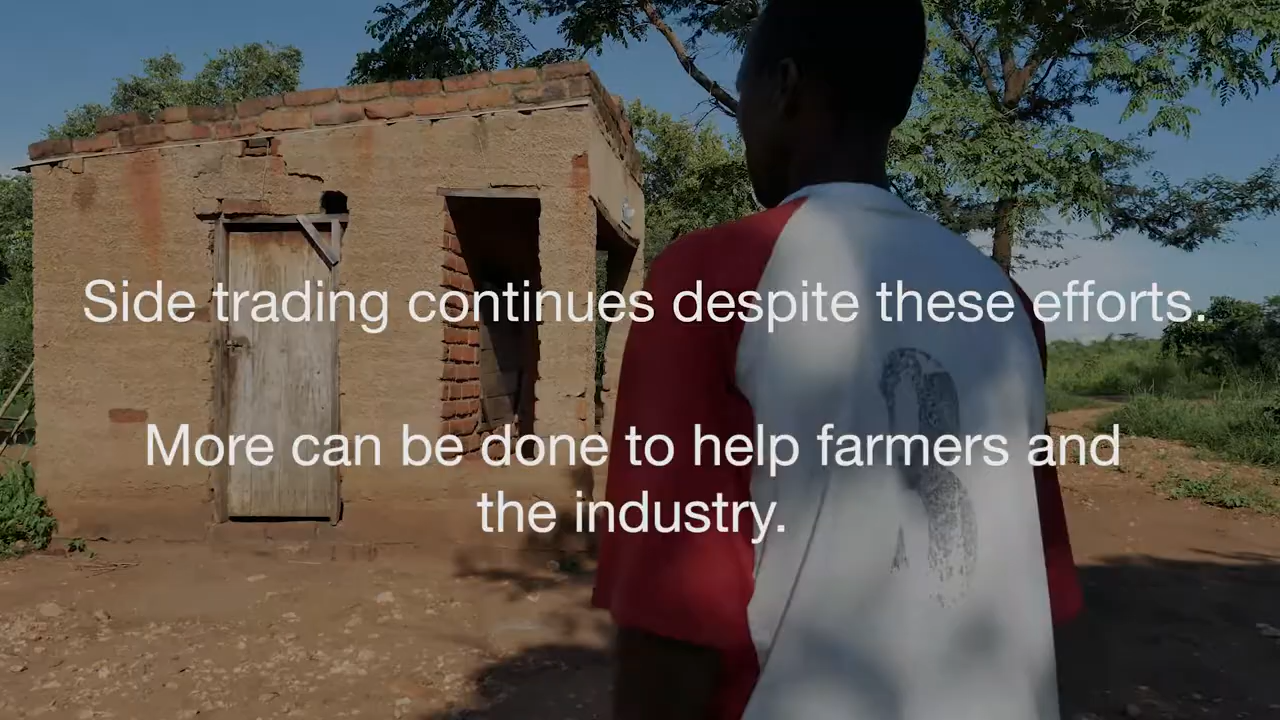 Side trading continues despite these efforts.
More can be done to help farmers and
the industry.